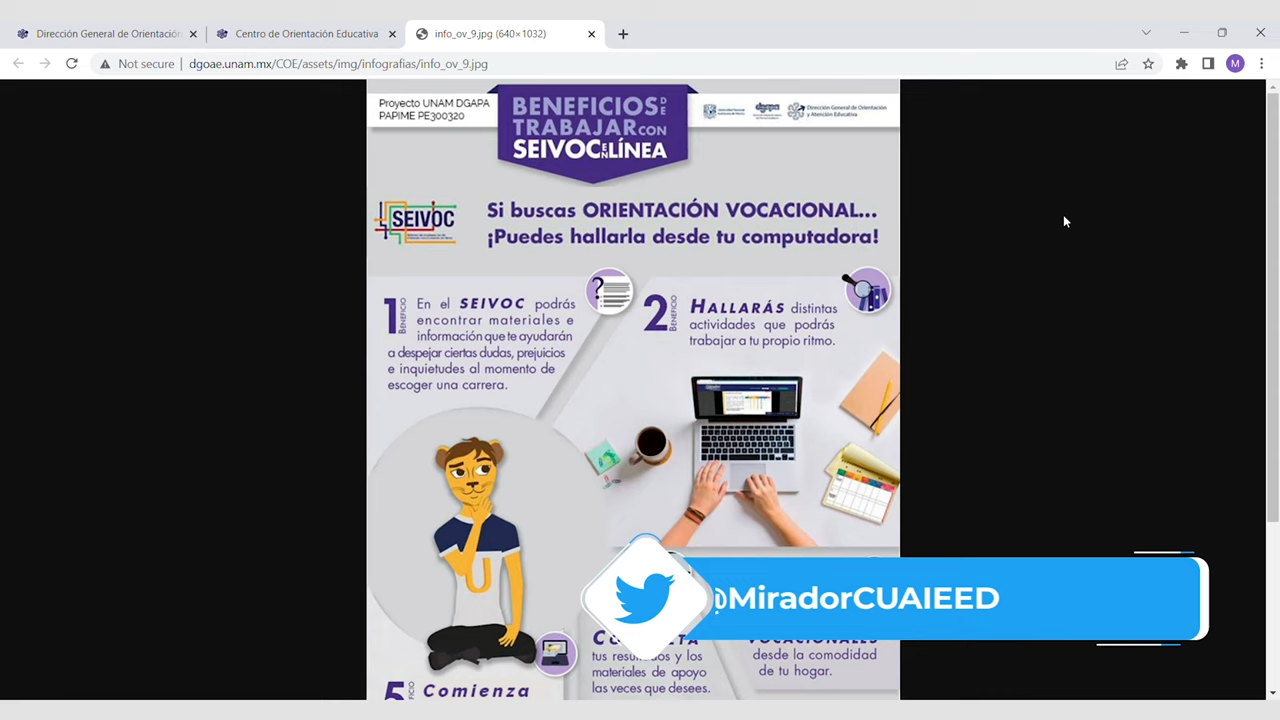 Dirección General de Orientación
Centro de Orientación Educativa
info_ov_9.jpg (640×1032)
Not secure
dgoae.unam.mx/COE/assets/img/infografias/info_ov_9.jpg
M
Proyecto UNAM DGAPA
PAPIME PE300320
BENEFICIOS DE
TRABAJAR CON
SEIVOC EN LÍNEA
dgapa
Dirección General de Orientación
y Atención Educativa
SEIVOC
Si buscas ORIENTACIÓN VOCACIONAL...
¡Puedes hallarla desde tu computadora!
1 BENEFICIO
En el SEIVOC podrás
encontrar materiales e
información que te ayudarán
a despejar ciertas dudas, prejuicios
e inquietudes al momento de
escoger una carrera.
2 BENEFICIO
HALLARÁS distintas
actividades que podrás
trabajar a tu propio ritmo.
U
@MiradorCUAIEED
tus resultados y los
materiales de apoyo
las veces que desees.
VOCACIONALES
desde la comodidad
de tu hogar.
5
Comienza